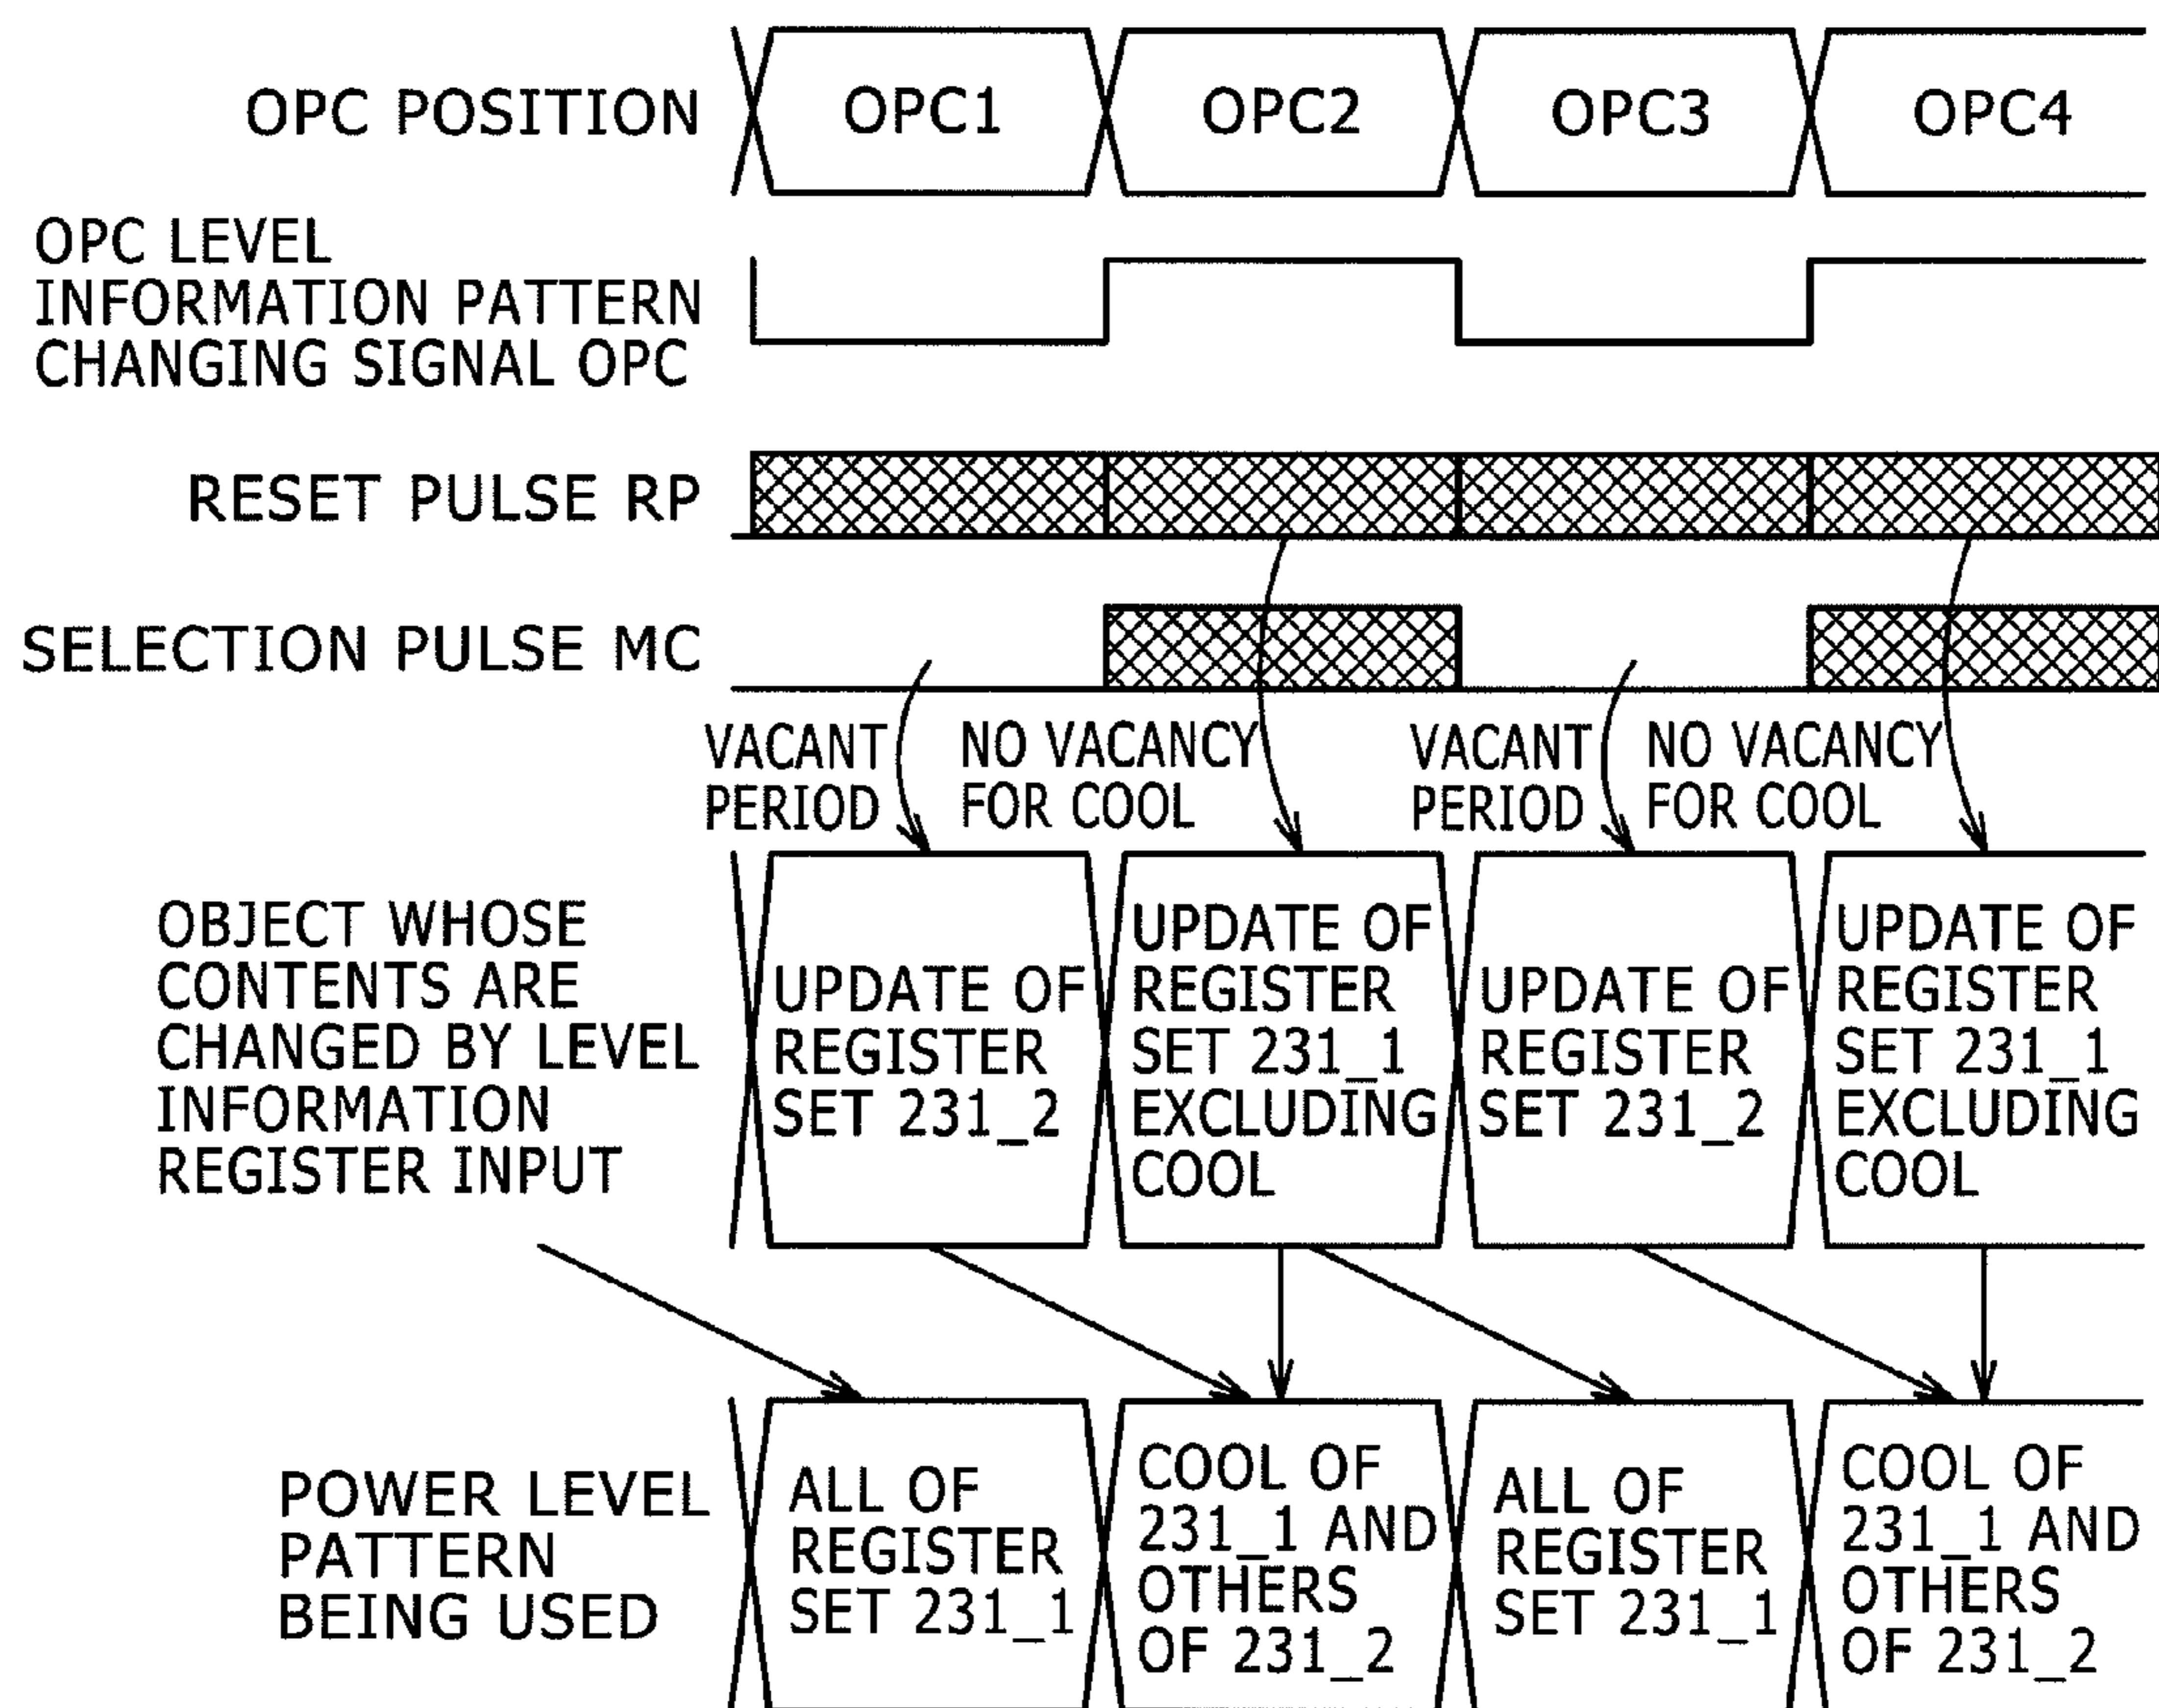 OPC POSITION
OPC1
OPC2
OPC3
OPC4
OPC LEVEL
INFORMATION PATTERN
CHANGING SIGNAL OPC
RESET PULSE RP
SELECTION PULSE MC
VACANT
PERIOD
NO VACANCY
FOR COOL
VACANT
PERIOD
NO VACANCY
FOR COOL
OBJECT WHOSE
CONTENTS ARE
CHANGED BY LEVEL
INFORMATION
REGISTER INPUT
UPDATE OF
REGISTER
SET 231_2
UPDATE OF
REGISTER
SET 231_1
EXCLUDING
COOL
UPDATE OF
REGISTER
SET 231_2
UPDATE OF
REGISTER
SET 231_1
EXCLUDING
COOL
POWER LEVEL
PATTERN
BEING USED
ALL OF
REGISTER
SET 231_1
COOL OF
231_1 AND
OTHERS
OF 231_2
ALL OF
REGISTER
SET 231_1
COOL OF
231_1 AND
OTHERS
OF 231_2